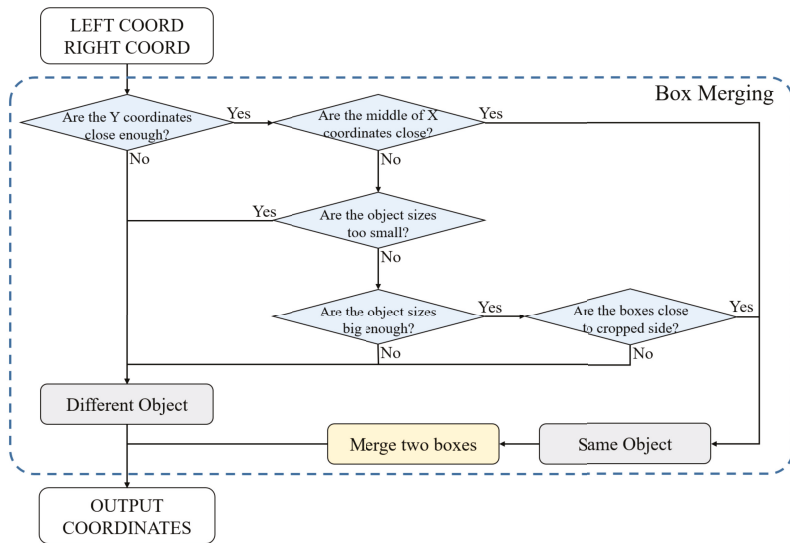 LEFT COORD
RIGHT COORD
Box Merging
Are the Y coordinates
close enough?
Yes
Are the middle of X
coordinates close?
Yes
No
No
Yes
Are the object sizes
too small?
No
Are the object sizes
big enough?
Yes
Are the boxes close
to cropped side?
Yes
No
No
Different Object
Merge two boxes
Same Object
OUTPUT
COORDINATES